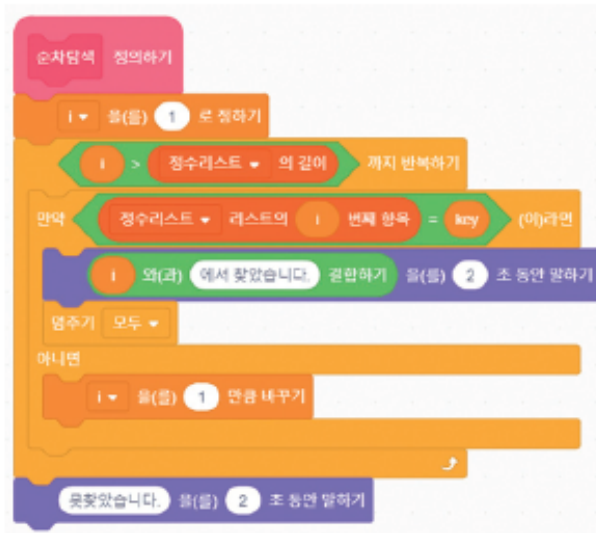 순차탐색 정의하기
i 을(를) 1 로 정하기
i > 정수리스트 의 길이 까지 반복하기
만약 정수리스트 리스트의 i 번째 항목 = key (이)라면
i 와(과) 에서 찾았습니다. 결합하기 을(를) 2 초 동안 말하기
멈추기 모두
아니면
i 을(를) 1 만큼 바꾸기
못찾았습니다. 을(를) 2 초 동안 말하기